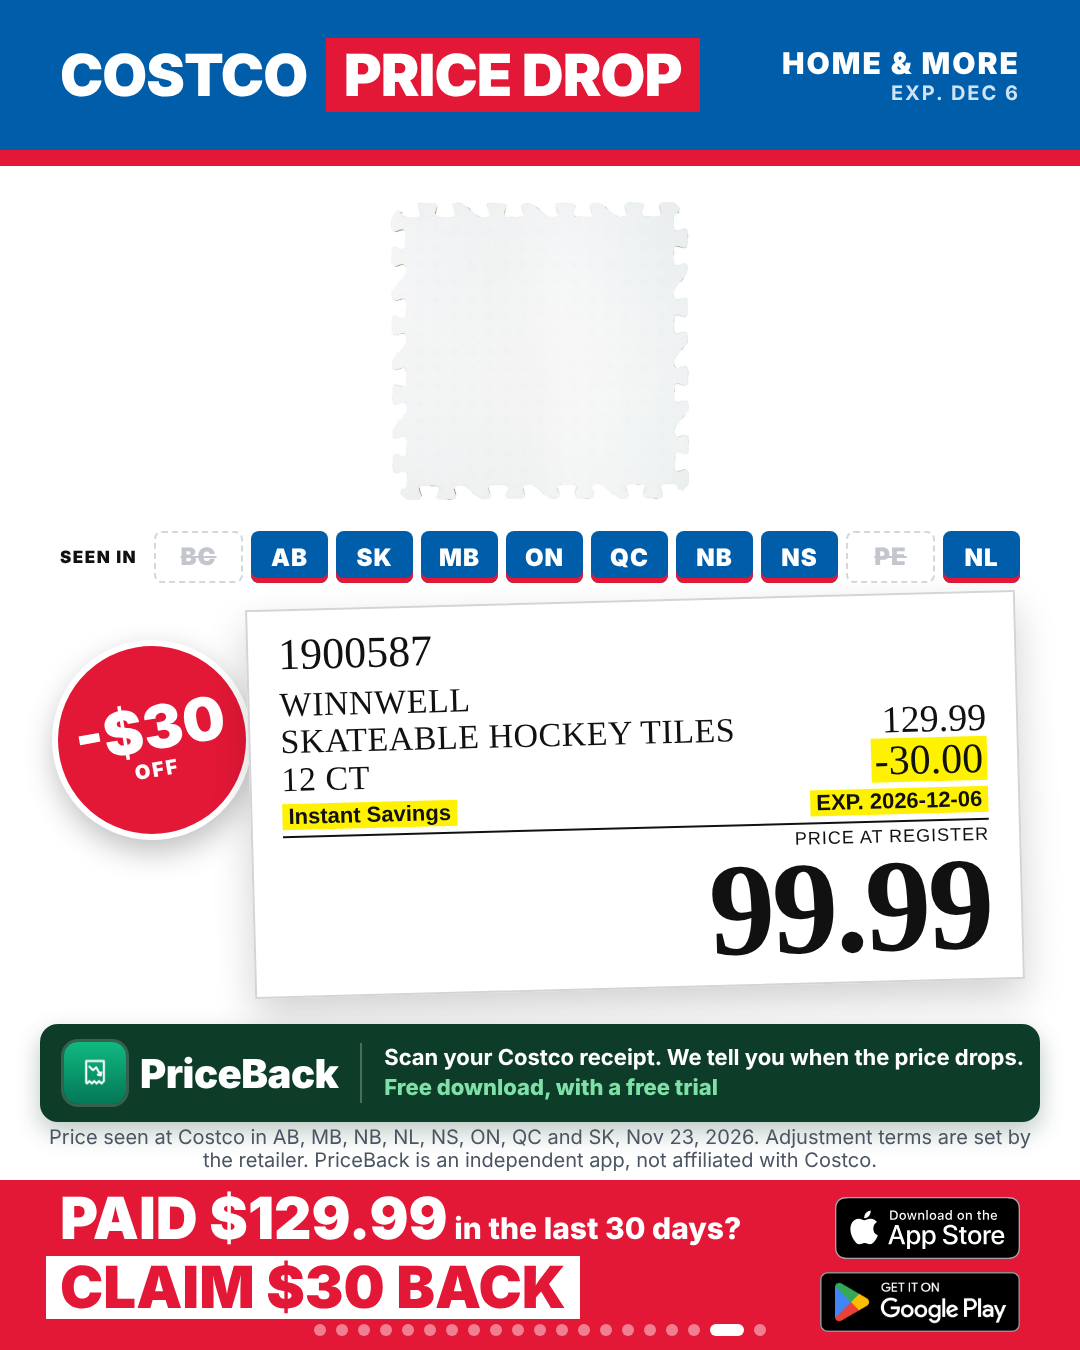 COSTCO PRICE DROP
HOME & MORE
EXP. DEC 6
SEEN IN BC AB SK MB ON QC NB NS PE NL
-$30
OFF
1900587
WINNWELL
SKATEABLE HOCKEY TILES
12 CT
Instant Savings
129.99
-30.00
EXP. 2026-12-06
PRICE AT REGISTER
99.99
PriceBack
Scan your Costco receipt. We tell you when the price drops.
Free download, with a free trial
Price seen at Costco in AB, MB, NB, NL, NS, ON, QC and SK, Nov 23, 2026. Adjustment terms are set by
the retailer. PriceBack is an independent app, not affiliated with Costco.
PAID $129.99 in the last 30 days?
CLAIM $30 BACK
Download on the
App Store
GET IT ON
Google Play